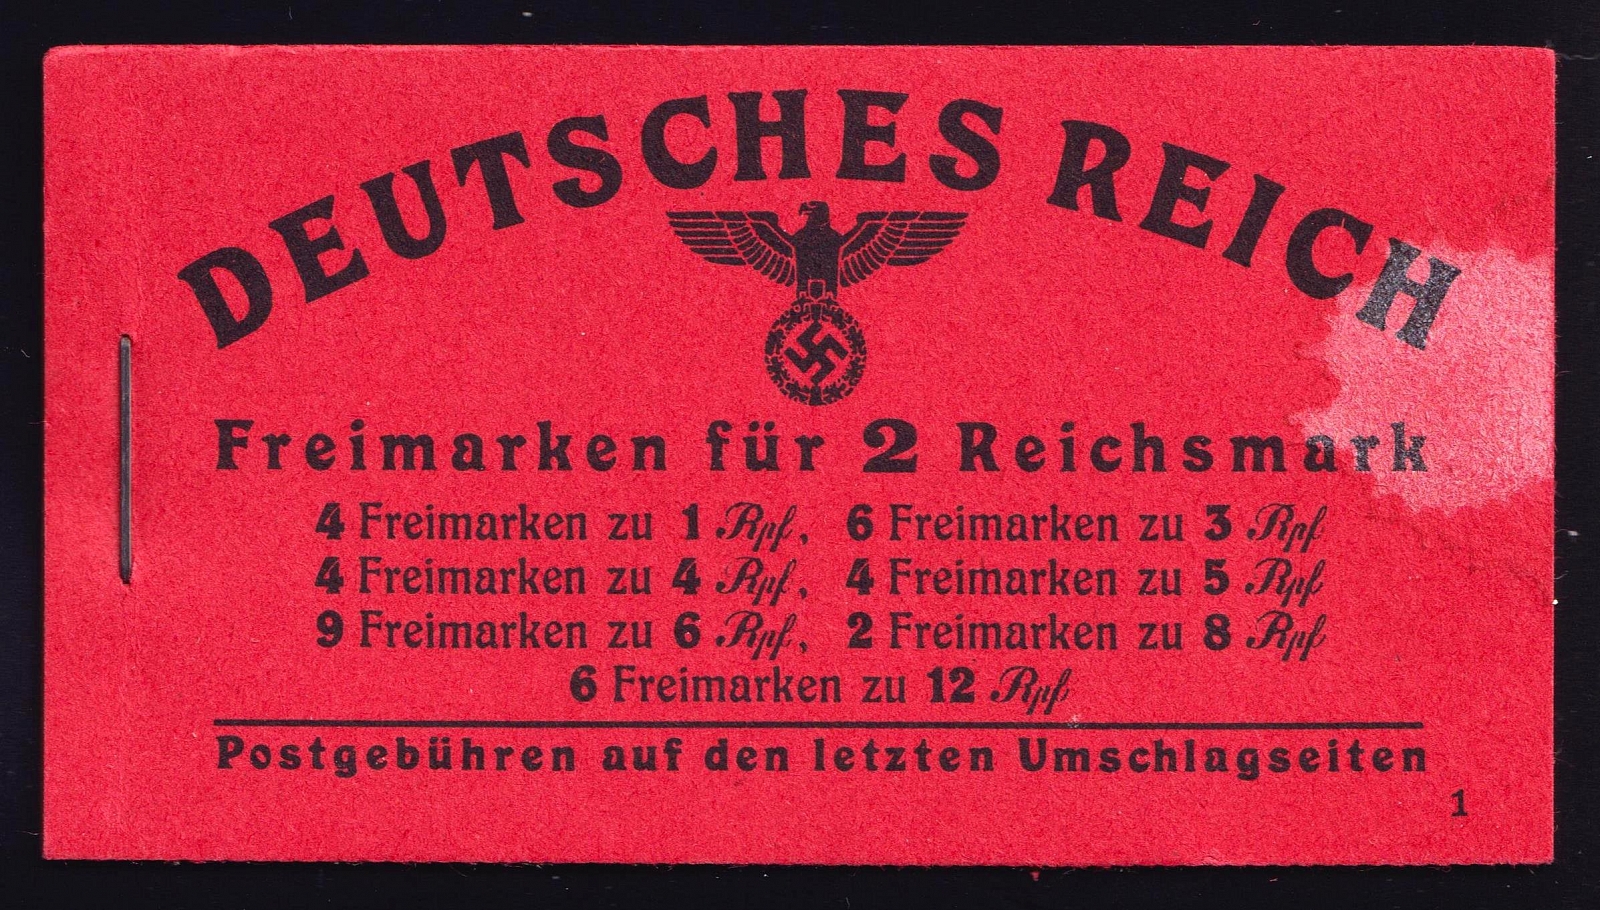 DEUTSCHES REICH
Freimarken für 2 Reichsmark
4 Freimarken zu 1 Rpf, 6 Freimarken zu 3 Rpf
4 Freimarken zu 4 Rpf, 4 Freimarken zu 5 Rpf
9 Freimarken zu 6 Rpf, 2 Freimarken zu 8 Rpf
6 Freimarken zu 12 Rpf
Postgebühren auf den letzten Umschlagseiten
1